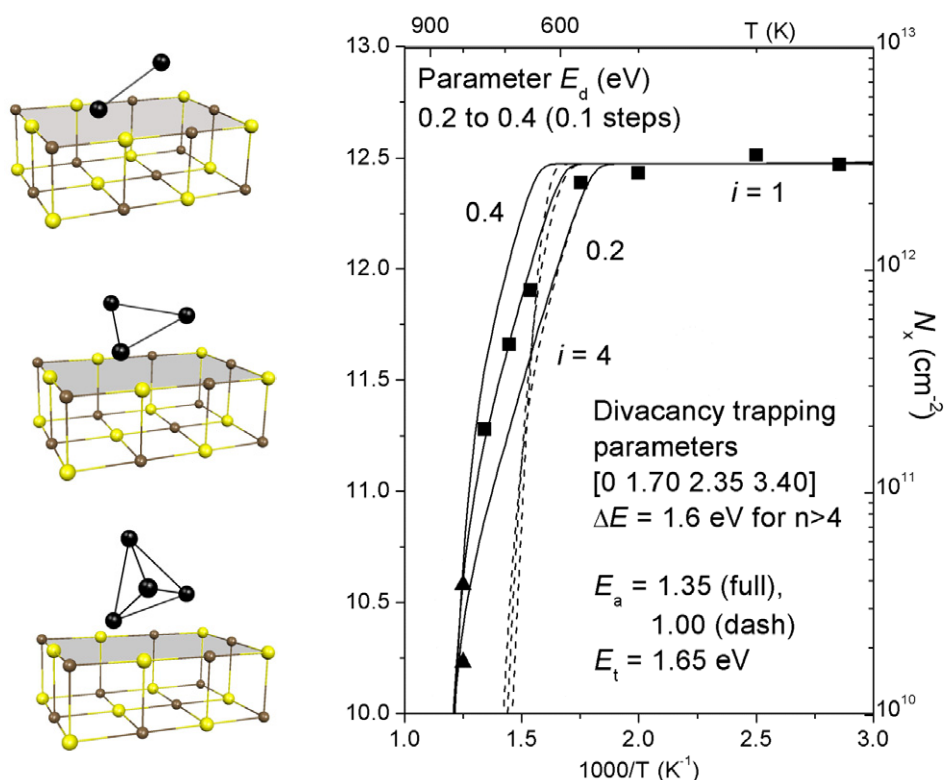 900
600
T (K)
13.0
12.5
12.0
11.5
11.0
10.5
10.0
Parameter E_d (eV)
0.2 to 0.4 (0.1 steps)
0.4
0.2
i = 1
i = 4
Divacancy trapping
parameters
[0 1.70 2.35 3.40]
ΔE = 1.6 eV for n>4
E_a = 1.35 (full),
1.00 (dash)
E_t = 1.65 eV
10^13
10^12
10^11
10^10
N_x (cm^-2)
1.0 1.5 2.0 2.5 3.0
1000/T (K^-1)